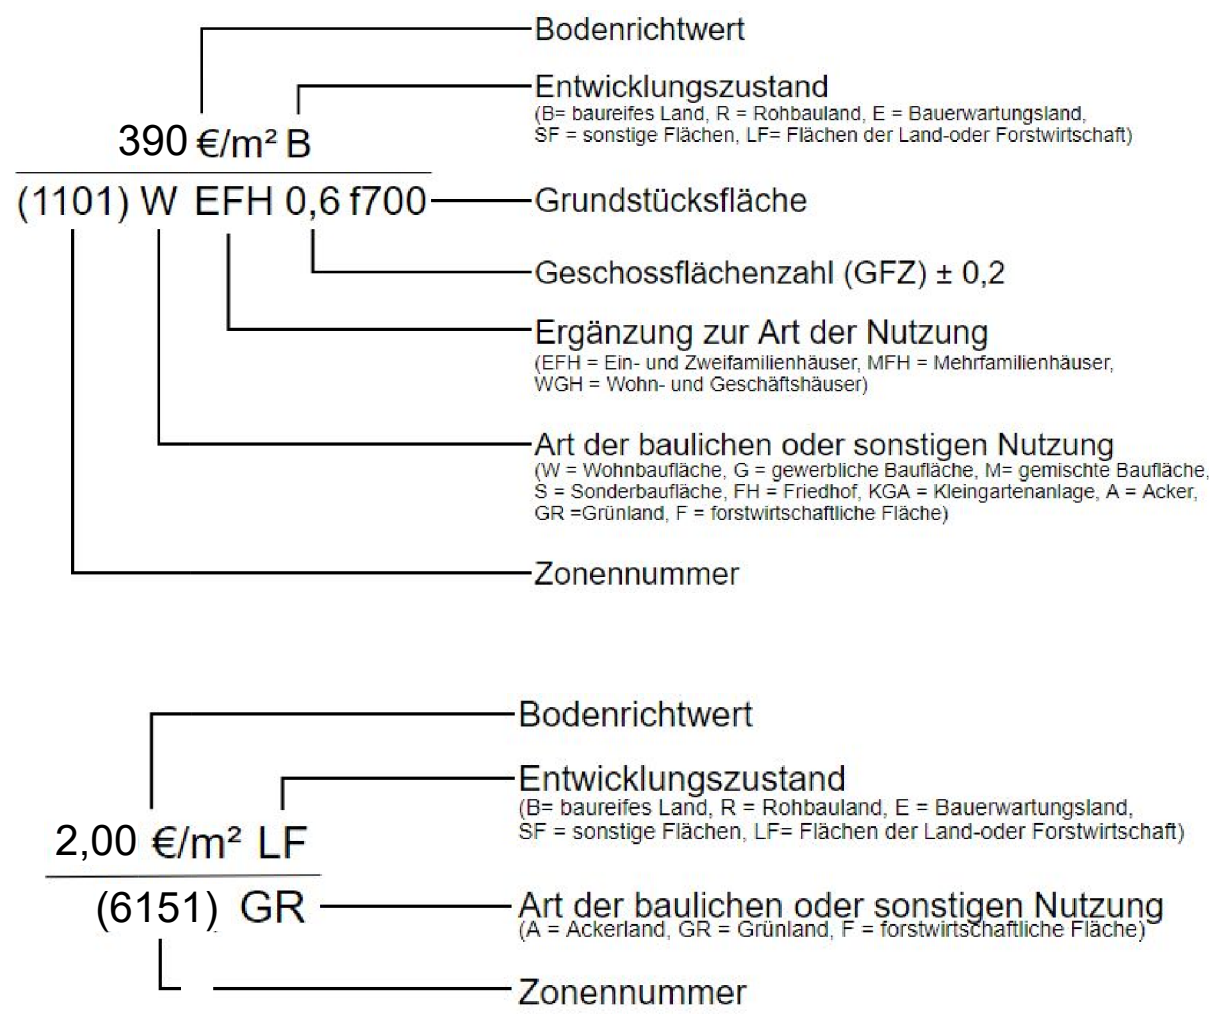 Bodenrichtwert
Entwicklungszustand
(B= baureifes Land, R = Rohbauland, E = Bauerwartungsland,
SF = sonstige Flächen, LF= Flächen der Land-oder Forstwirtschaft)
390 €/m² B
(1101) W EFH 0,6 f700
Grundstücksfläche
Geschossflächenzahl (GFZ) ± 0,2
Ergänzung zur Art der Nutzung
(EFH = Ein- und Zweifamilienhäuser, MFH = Mehrfamilienhäuser,
WGH = Wohn- und Geschäftshäuser)
Art der baulichen oder sonstigen Nutzung
(W = Wohnbaufläche, G = gewerbliche Baufläche, M= gemischte Baufläche,
S = Sonderbaufläche, FH = Friedhof, KGA = Kleingartenanlage, A = Acker,
GR =Grünland, F = forstwirtschaftliche Fläche)
Zonennummer
Bodenrichtwert
Entwicklungszustand
(B= baureifes Land, R = Rohbauland, E = Bauerwartungsland,
SF = sonstige Flächen, LF= Flächen der Land-oder Forstwirtschaft)
2,00 €/m² LF
(6151) GR
Art der baulichen oder sonstigen Nutzung
(A = Ackerland, GR = Grünland, F = forstwirtschaftliche Fläche)
Zonennummer